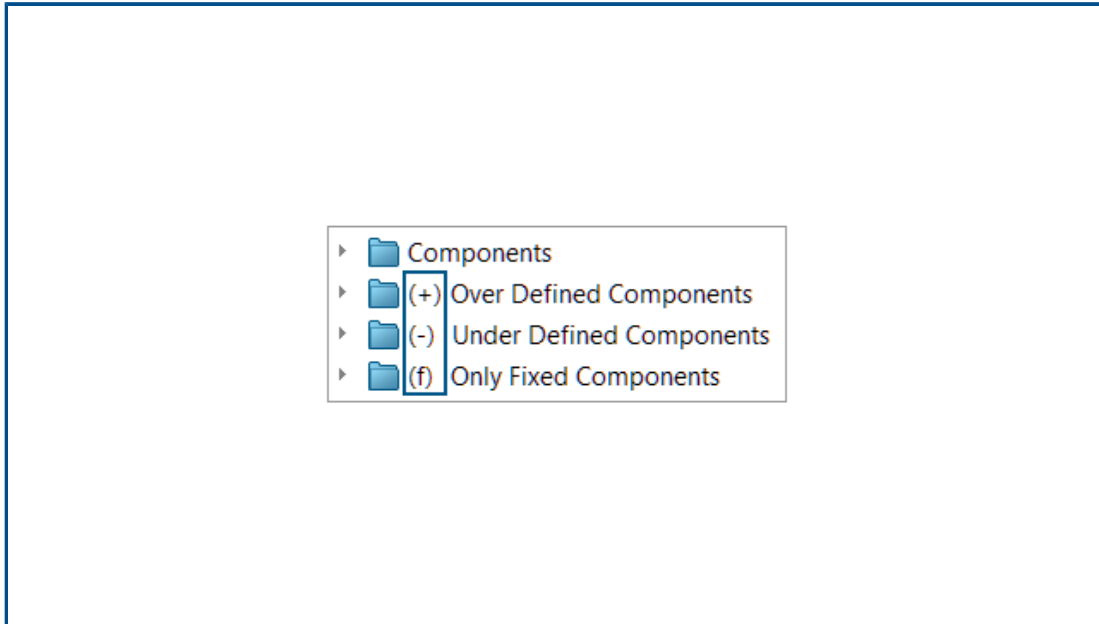 Components
(+) Over Defined Components
(-) Under Defined Components
(f) Only Fixed Components